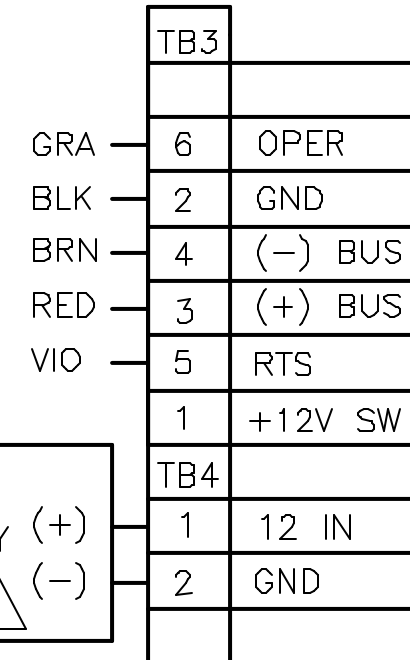 TB3
GRA 6 OPER
BLK 2 GND
BRN 4 (-) BUS
RED 3 (+) BUS
VIO 5 RTS
1 +12V SW
TB4
Y (+) 1 12 IN
(-) 2 GND